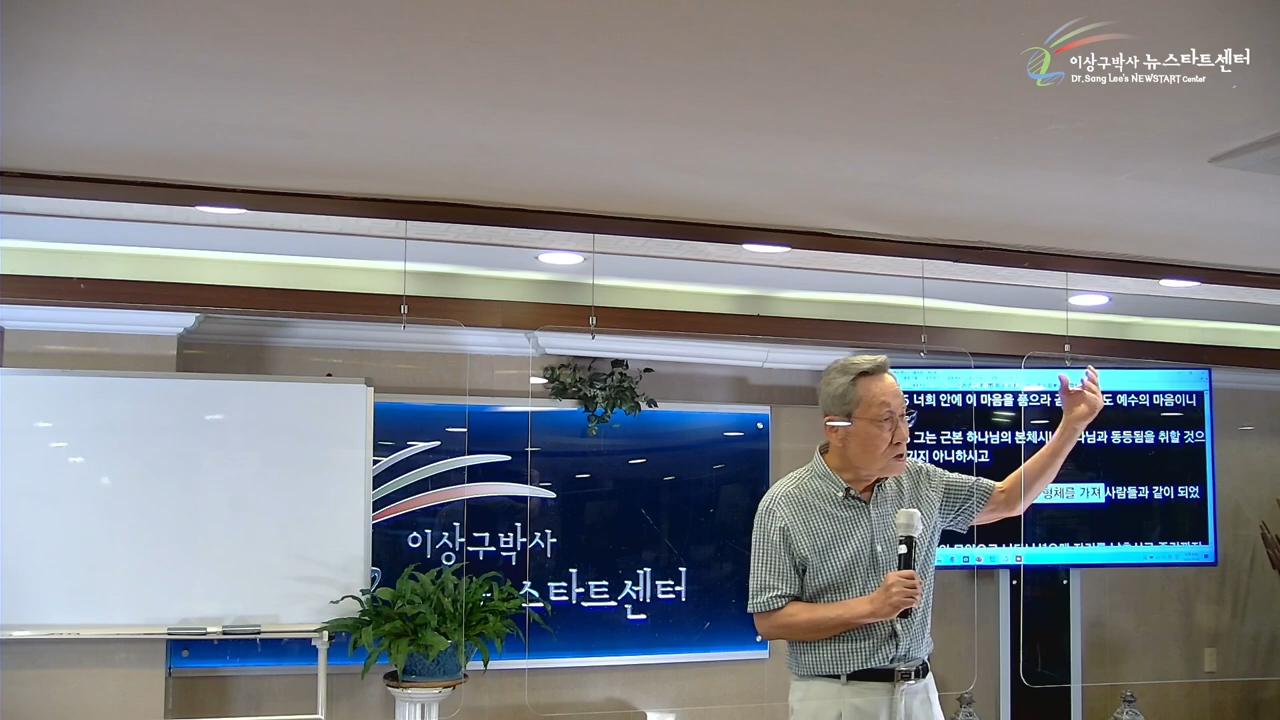 이상구박사 뉴스타트센터
Dr. Sang Lee's NEWSTART Center
너희 안에 이 마음을 품으라 도 예수의 마음이니
그는 근본 하나님의 본체시 님과 동등됨을 취할 것으
지 아니하시고
형체를 가져 사람들과 같이 되었
이상구박사
스타트센터